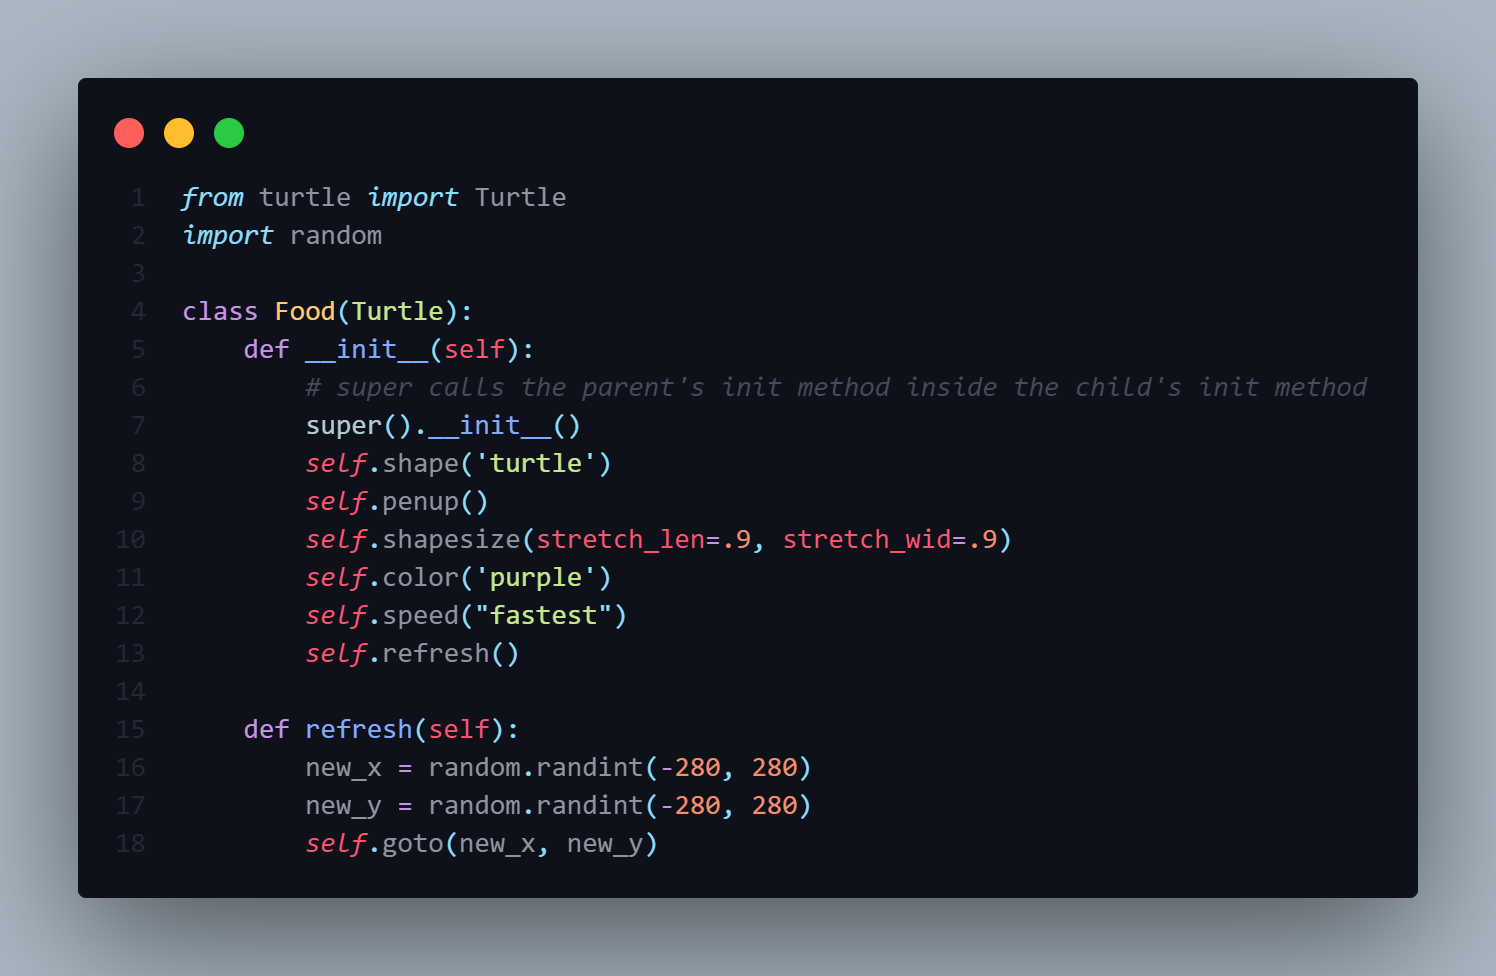 1 from turtle import Turtle
2 import random
3
4 class Food(Turtle):
5     def __init__(self):
6         # super calls the parent's init method inside the child's init method
7         super().__init__()
8         self.shape('turtle')
9         self.penup()
10         self.shapesize(stretch_len=.9, stretch_wid=.9)
11         self.color('purple')
12         self.speed("fastest")
13         self.refresh()
14
15     def refresh(self):
16         new_x = random.randint(-280, 280)
17         new_y = random.randint(-280, 280)
18         self.goto(new_x, new_y)